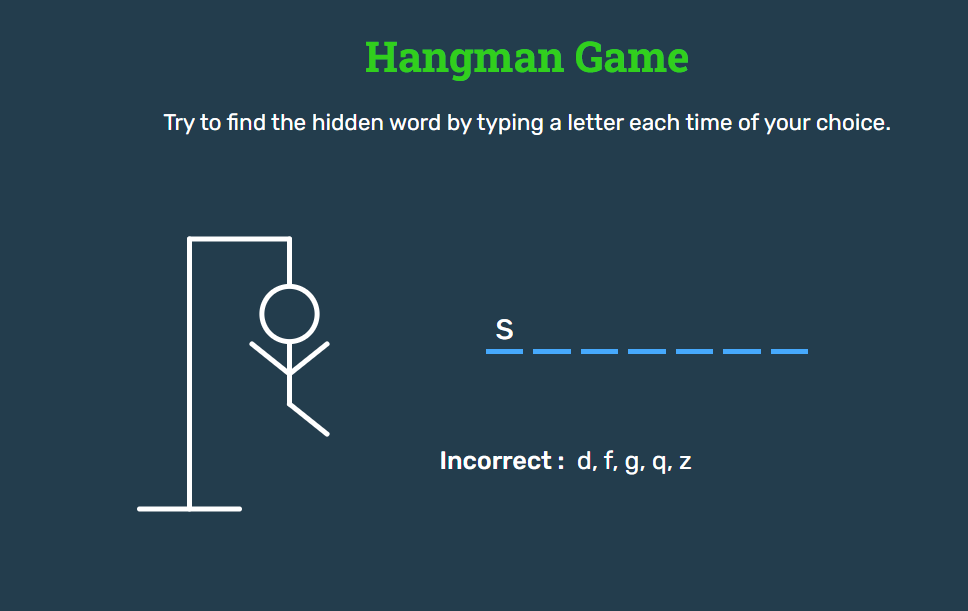 Hangman Game
Try to find the hidden word by typing a letter each time of your choice.
s
Incorrect : d, f, g, q, z